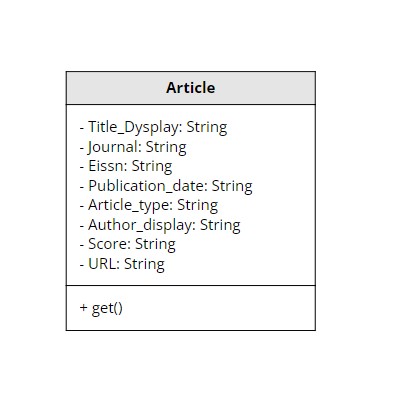 Article
- Title_Dysplay: String
- Journal: String
- Eissn: String
- Publication_date: String
- Article_type: String
- Author_display: String
- Score: String
- URL: String
+ get()